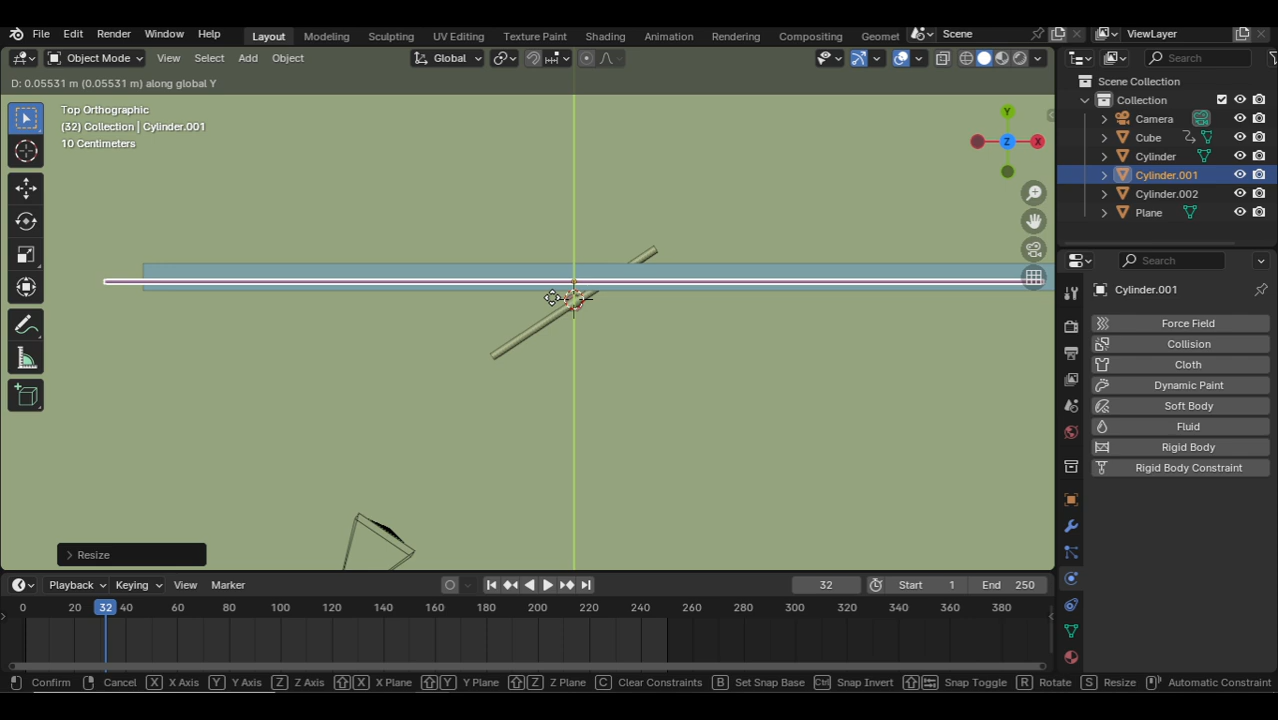 File Edit Render Window Help Layout Modeling Sculpting UV Editing Texture Paint Shading Animation Rendering Compositing Geomet Scene ViewLayer
Object Mode View Select Add Object Global Search
D: 0.05531 m (0.05531 m) along global Y
Top Orthographic
(32) Collection | Cylinder.001
10 Centimeters
Y
Z
X
Scene Collection
Collection
Camera
Cube
Cylinder
Cylinder.001
Cylinder.002
Plane
Search
Cylinder.001
Force Field
Collision
Cloth
Dynamic Paint
Soft Body
Fluid
Rigid Body
Rigid Body Constraint
Resize
Playback Keying View Marker 32 Start 1 End 250
0 20 32 40 60 80 100 120 140 160 180 200 220 240 260 280 300 320 340 360 380
Confirm Cancel X X Axis Y Y Axis Z Z Axis X X Plane Y Y Plane Z Z Plane C Clear Constraints B Set Snap Base Ctrl Snap Invert Snap Toggle R Rotate S Resize Automatic Constraint